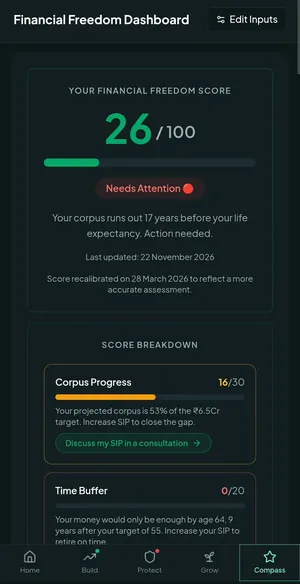 Financial Freedom Dashboard
Edit Inputs
YOUR FINANCIAL FREEDOM SCORE
26 / 100
Needs Attention 🔴
Your corpus runs out 17 years before your life
expectancy. Action needed.
Last updated: 22 November 2026
Score recalibrated on 28 March 2026 to reflect a more
accurate assessment.
SCORE BREAKDOWN
Corpus Progress 16/30
Your projected corpus is 53% of the ₹6.5Cr
target. Increase SIP to close the gap.
Discuss my SIP in a consultation →
Time Buffer 0/20
Your money would only be enough by age 64, 9
years after your target of 55. Increase SIP to
retire on time.
Home Build Protect Grow Compass